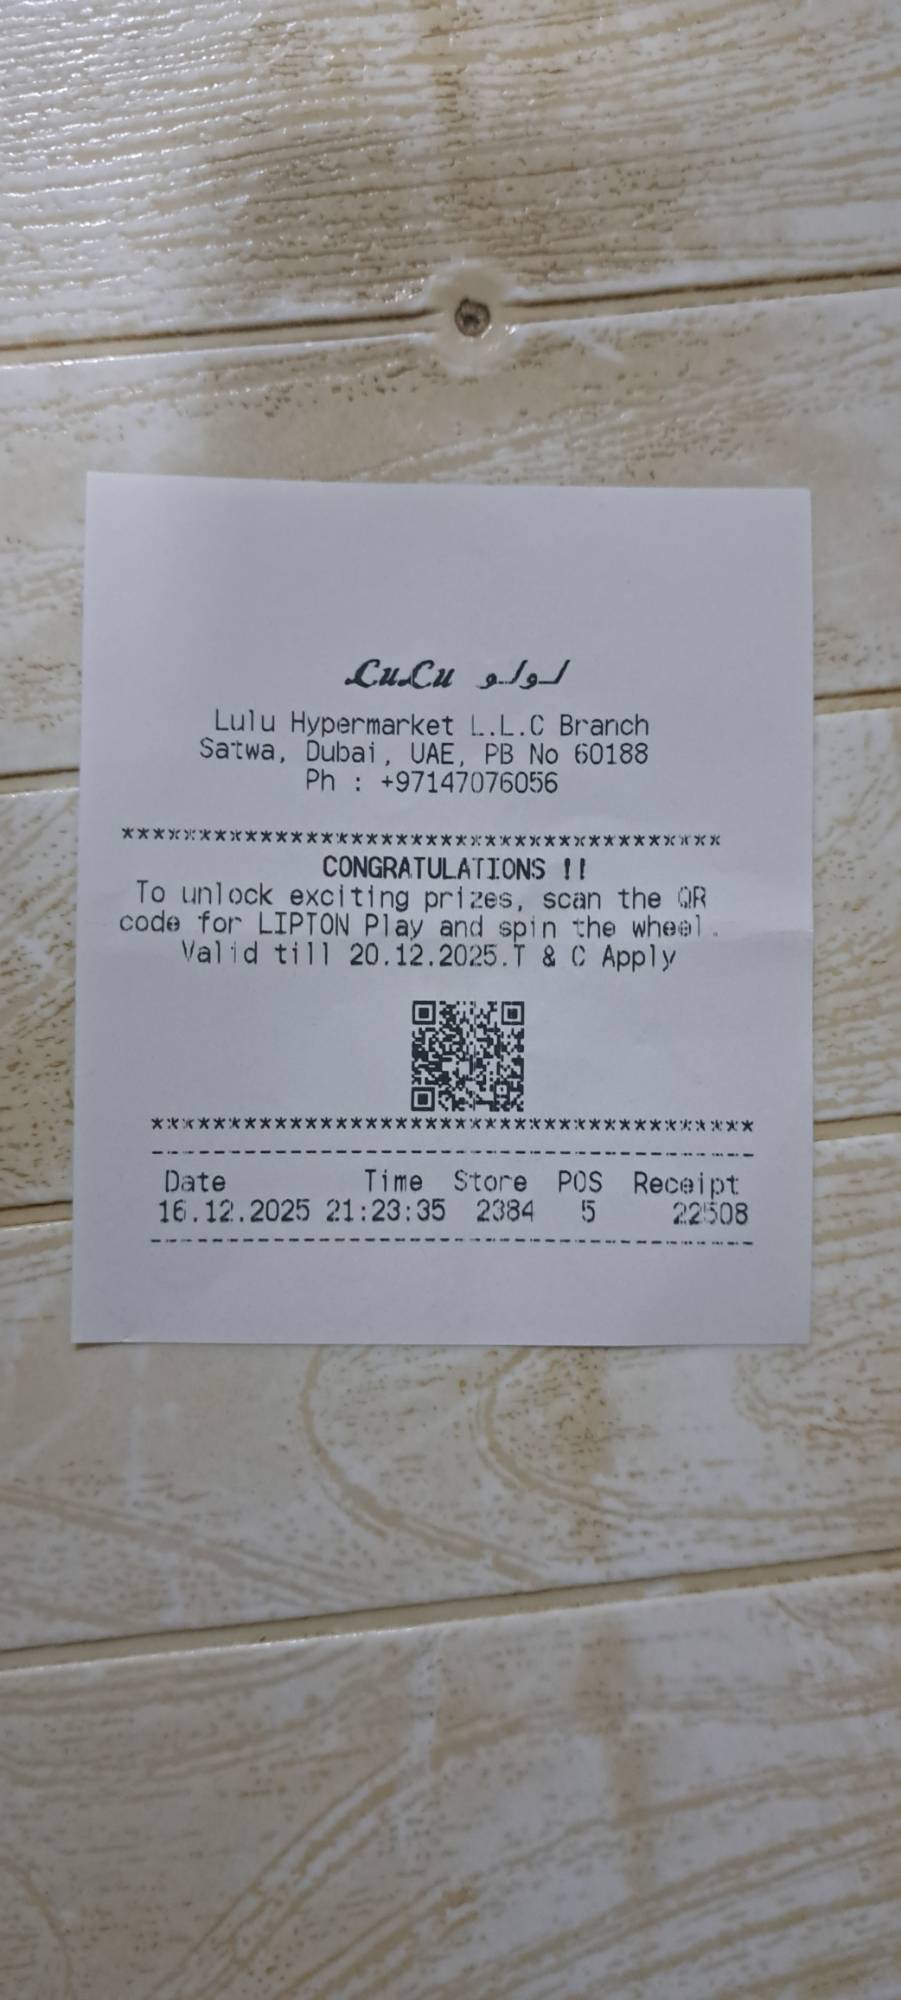 LuLu لولو
Lulu Hypermarket L.L.C Branch
Satwa, Dubai, UAE, PB No 60188
Ph : +97147076056
****************************************
CONGRATULATIONS !!
To unlock exciting prizes, scan the QR
code for LIPTON Play and spin the wheel.
Valid till 20.12.2025.T & C Apply
****************************************
----------------------------------------
Date Time Store POS Receipt
16.12.2025 21:23:35 2384 5 22508
----------------------------------------